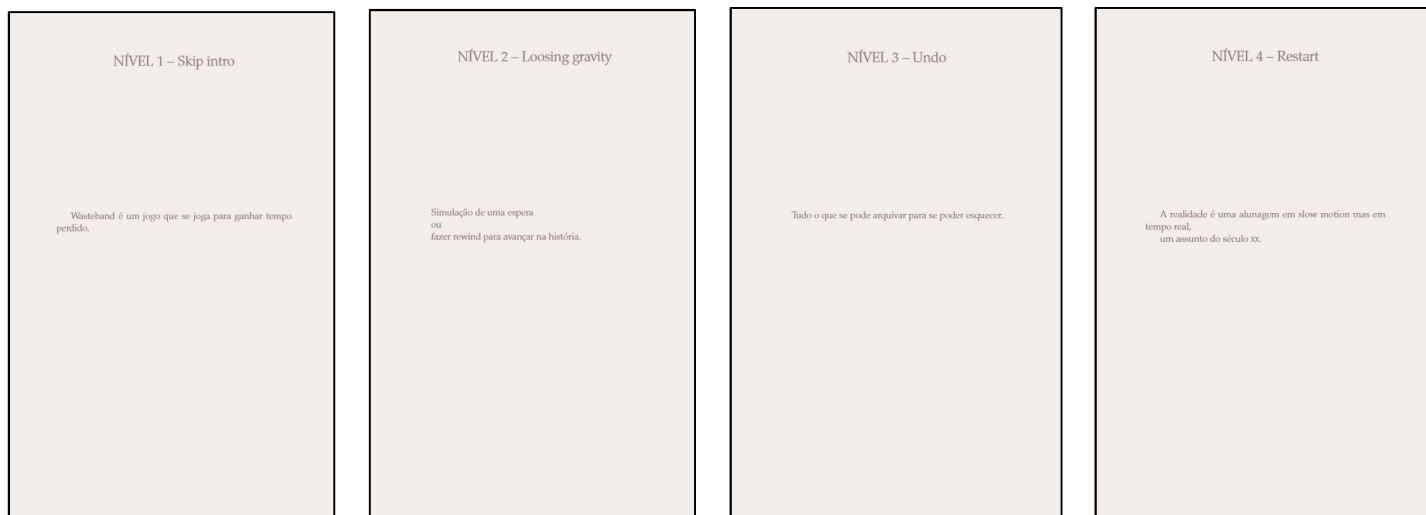 NÍVEL 1 – Skip intro
Wasteband é um jogo que se joga para ganhar tempo
perdido.
NÍVEL 2 – Loosing gravity
Simulação de uma espera
ou
fazer rewind para avançar na história.
NÍVEL 3 – Undo
Tudo o que se pode arquivar para se poder esquecer.
NÍVEL 4 – Restart
A realidade é uma alunagem em slow motion mas em
tempo real,
um assunto do século XX.